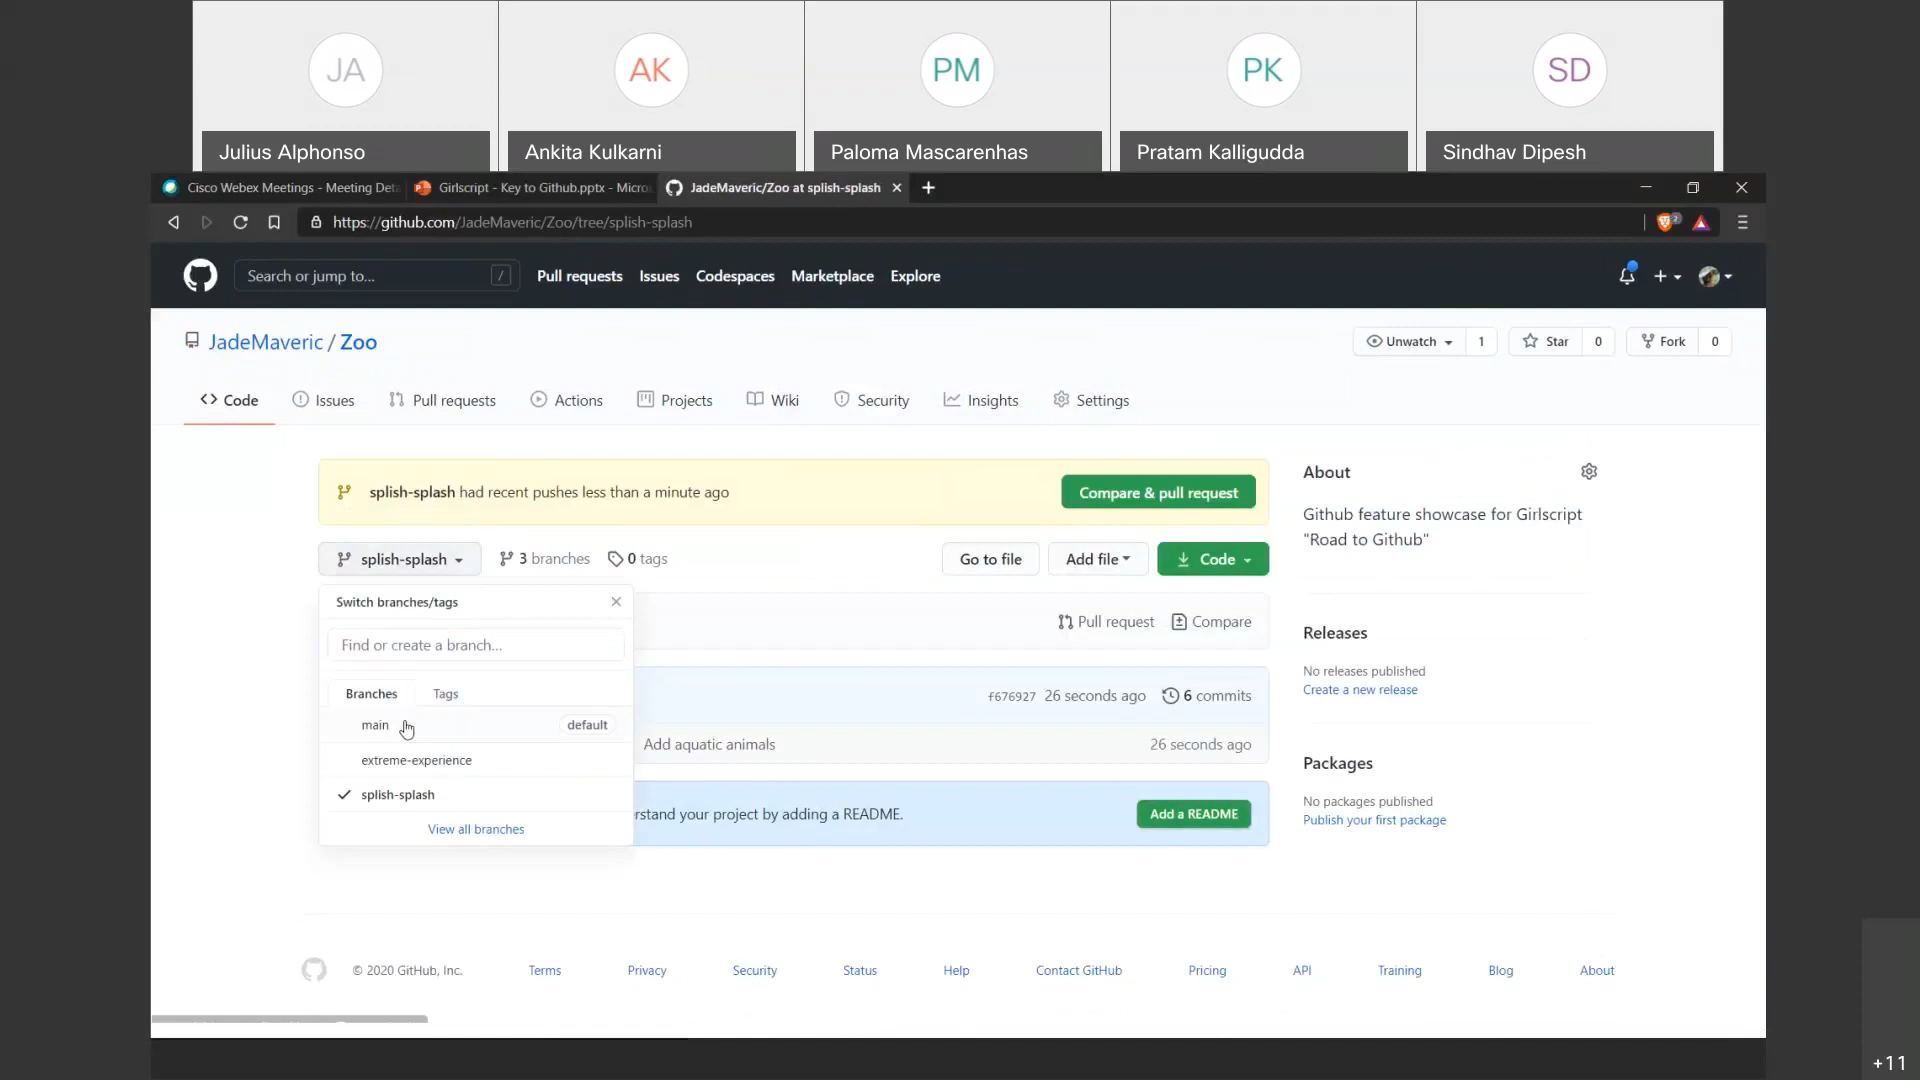 JA
AK
PM
PK
SD
Julius Alphonso
Ankita Kulkarni
Paloma Mascarenhas
Pratam Kalligudda
Sindhav Dipesh
Cisco Webex Meetings - Meeting Deta
Girlscript - Key to Github.pptx - Micro
JadeMaveric/Zoo at splish-splash
https://github.com/JadeMaveric/Zoo/tree/splish-splash
2
Search or jump to...
/
Pull requests
Issues
Codespaces
Marketplace
Explore
JadeMaveric / Zoo
Unwatch
1
Star
0
Fork
0
Code
Issues
Pull requests
Actions
Projects
Wiki
Security
Insights
Settings
splish-splash had recent pushes less than a minute ago
Compare & pull request
splish-splash
3 branches
0 tags
Go to file
Add file
Code
Switch branches/tags
Find or create a branch...
Branches
Tags
main
default
extreme-experience
splish-splash
View all branches
Pull request
Compare
f676927 26 seconds ago
6 commits
Add aquatic animals
26 seconds ago
rstand your project by adding a README.
Add a README
About
Github feature showcase for Girlscript
"Road to Github"
Releases
No releases published
Create a new release
Packages
No packages published
Publish your first package
© 2020 GitHub, Inc.
Terms
Privacy
Security
Status
Help
Contact GitHub
Pricing
API
Training
Blog
About
+11